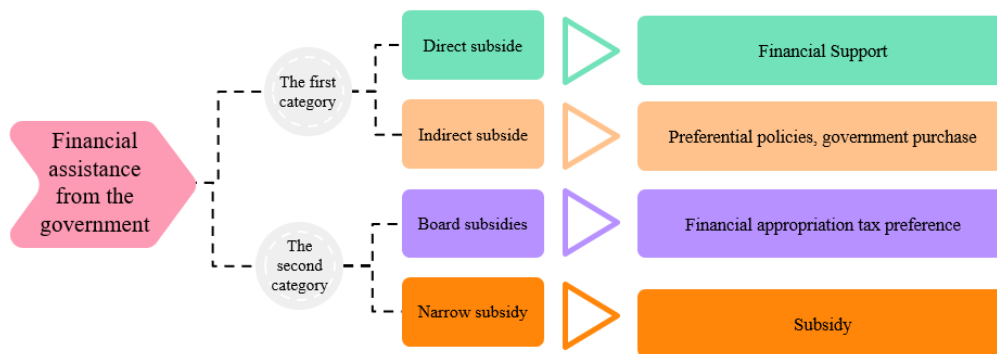 Financial
assistance
from the
government
The first
category
Direct subside
Financial Support
Indirect subside
Preferential policies, government purchase
The
second
category
Board subsidies
Financial appropriation tax preference
Narrow subsidy
Subsidy